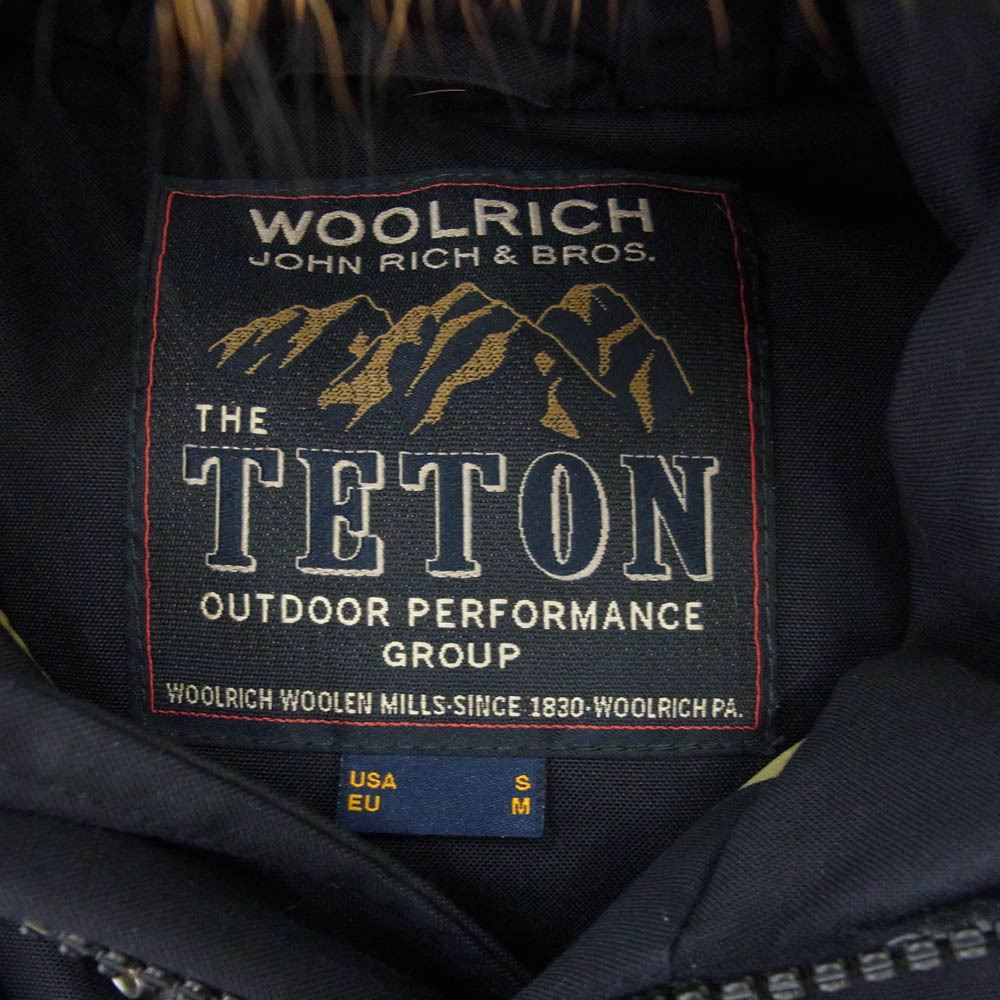 WOOLRICH
JOHN RICH & BROS.
THE
TETON
OUTDOOR PERFORMANCE
GROUP
WOOLRICH WOOLEN MILLS·SINCE 1830·WOOLRICH PA.
USA S
EU M